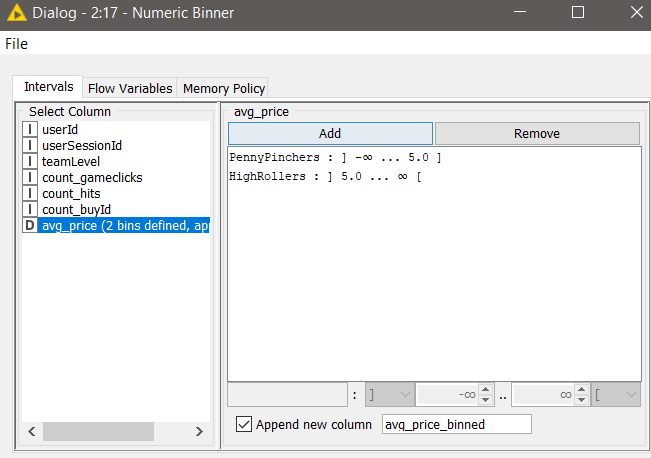 Dialog - 2:17 - Numeric Binner
File
Intervals Flow Variables Memory Policy
Select Column
I userId
I userSessionId
I teamLevel
I count_gameclicks
I count_hits
I count_buyId
D avg_price (2 bins defined, ap
avg_price
Add Remove
PennyPinchers : ] -∞ ... 5.0 ]
HighRollers : ] 5.0 ... ∞ [
: ] -∞ .. ∞ [
Append new column avg_price_binned